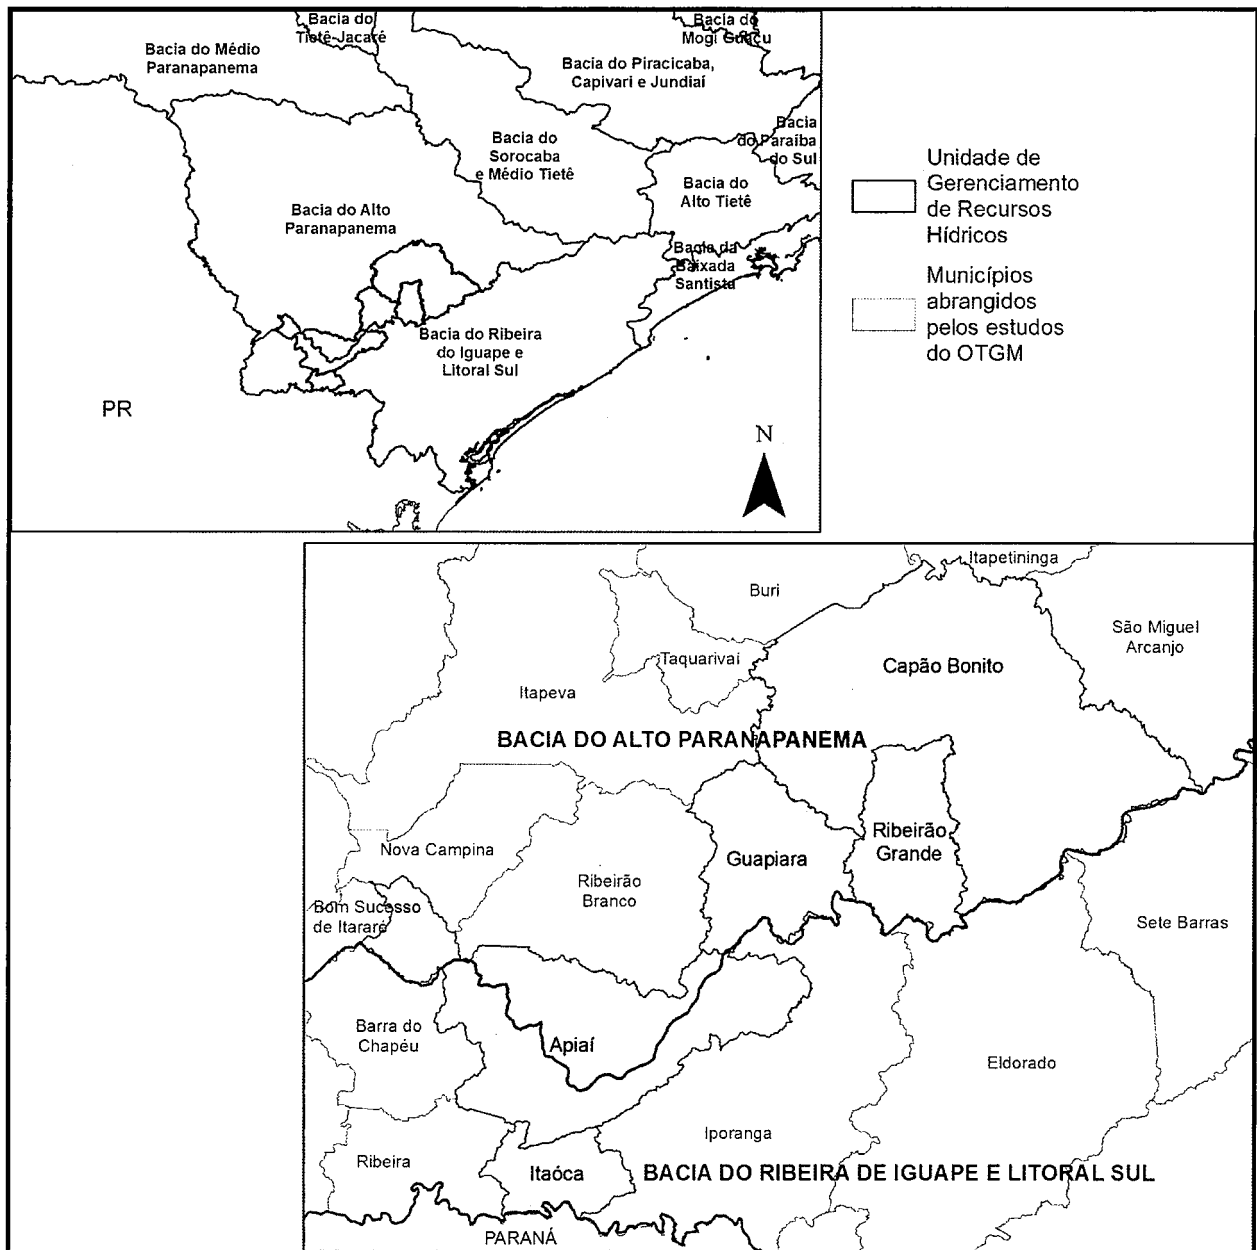 Bacia do
Tietê-Jacaré
Bacia do
Mogi Guaçu
Bacia do Médio
Paranapanema
Bacia do Piracicaba,
Capivari e Jundiaí
Bacia
do Paraíba
do Sul
Bacia do
Sorocaba
e Médio Tietê
Bacia do
Alto Tietê
Bacia do Alto
Paranapanema
Bacia da
Baixada
Santista
Bacia do Ribeira
do Iguape e
Litoral Sul
PR
N
Unidade de
Gerenciamento
de Recursos
Hídricos
Municípios
abrangidos
pelos estudos
do OTGM
Itapetininga
Buri
São Miguel
Arcanjo
Taquarivaí
Capão Bonito
Itapeva
BACIA DO ALTO PARANAPANEMA
Nova Campina
Guapiara
Ribeirão
Grande
Ribeirão
Branco
Bom Sucesso
de Itararé
Sete Barras
Barra do
Chapéu
Apiaí
Eldorado
Iporanga
Ribeira
Itaóca
BACIA DO RIBEIRA DE IGUAPE E LITORAL SUL
PARANÁ